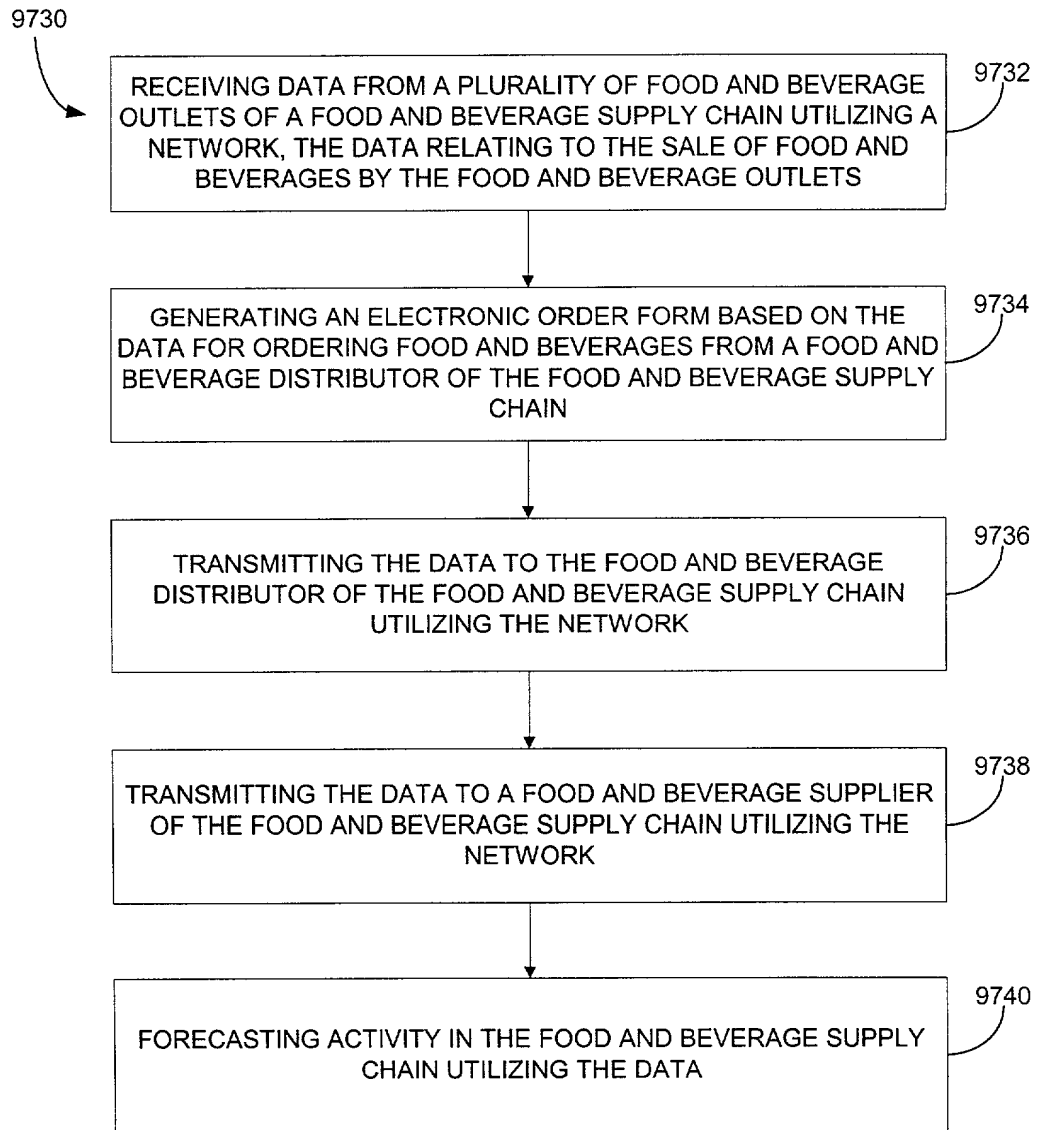 9730
RECEIVING DATA FROM A PLURALITY OF FOOD AND BEVERAGE
OUTLETS OF A FOOD AND BEVERAGE SUPPLY CHAIN UTILIZING A
NETWORK, THE DATA RELATING TO THE SALE OF FOOD AND
BEVERAGES BY THE FOOD AND BEVERAGE OUTLETS
9732
GENERATING AN ELECTRONIC ORDER FORM BASED ON THE
DATA FOR ORDERING FOOD AND BEVERAGES FROM A FOOD AND
BEVERAGE DISTRIBUTOR OF THE FOOD AND BEVERAGE SUPPLY
CHAIN
9734
TRANSMITTING THE DATA TO THE FOOD AND BEVERAGE
DISTRIBUTOR OF THE FOOD AND BEVERAGE SUPPLY CHAIN
UTILIZING THE NETWORK
9736
TRANSMITTING THE DATA TO A FOOD AND BEVERAGE SUPPLIER
OF THE FOOD AND BEVERAGE SUPPLY CHAIN UTILIZING THE
NETWORK
9738
FORECASTING ACTIVITY IN THE FOOD AND BEVERAGE SUPPLY
CHAIN UTILIZING THE DATA
9740